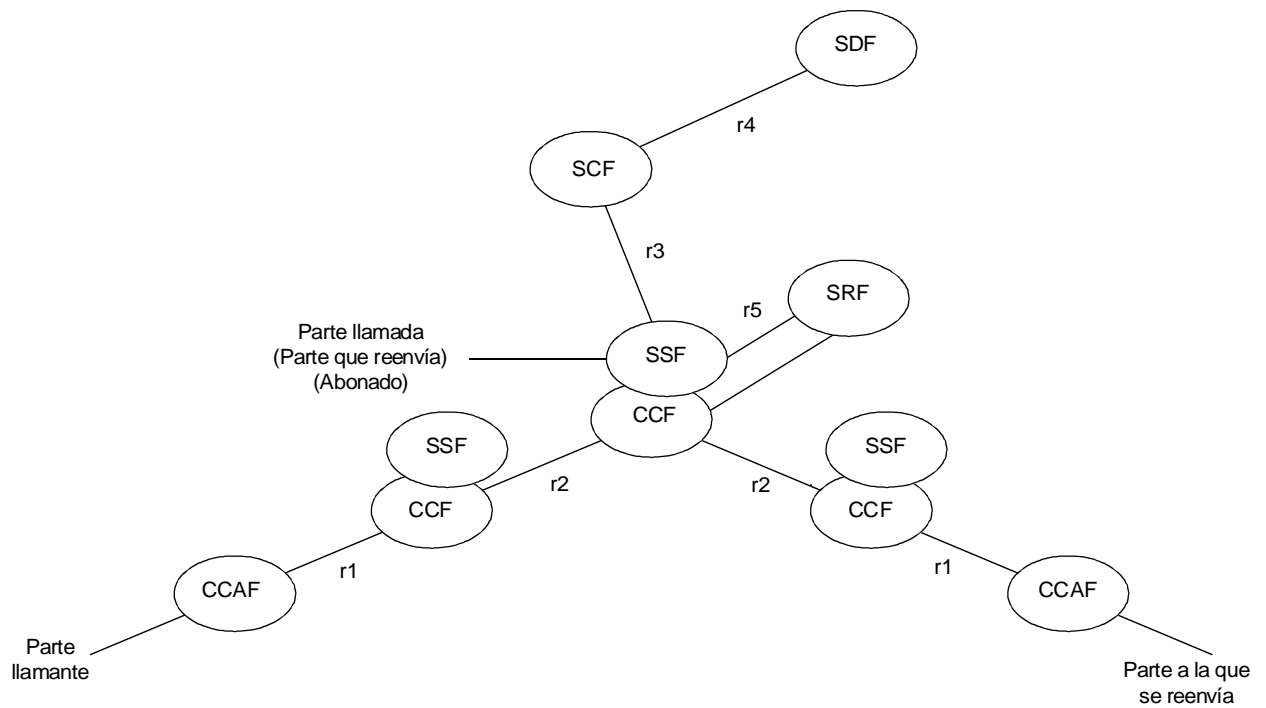 SDF
r4
SCF
r3
SRF
r5
Parte llamada
(Parte que reenvía)
(Abonado)
SSF
CCF
SSF
SSF
r2
r2
CCF
CCF
r1
r1
CCAF
CCAF
Parte
llamante
Parte a la que
se reenvía